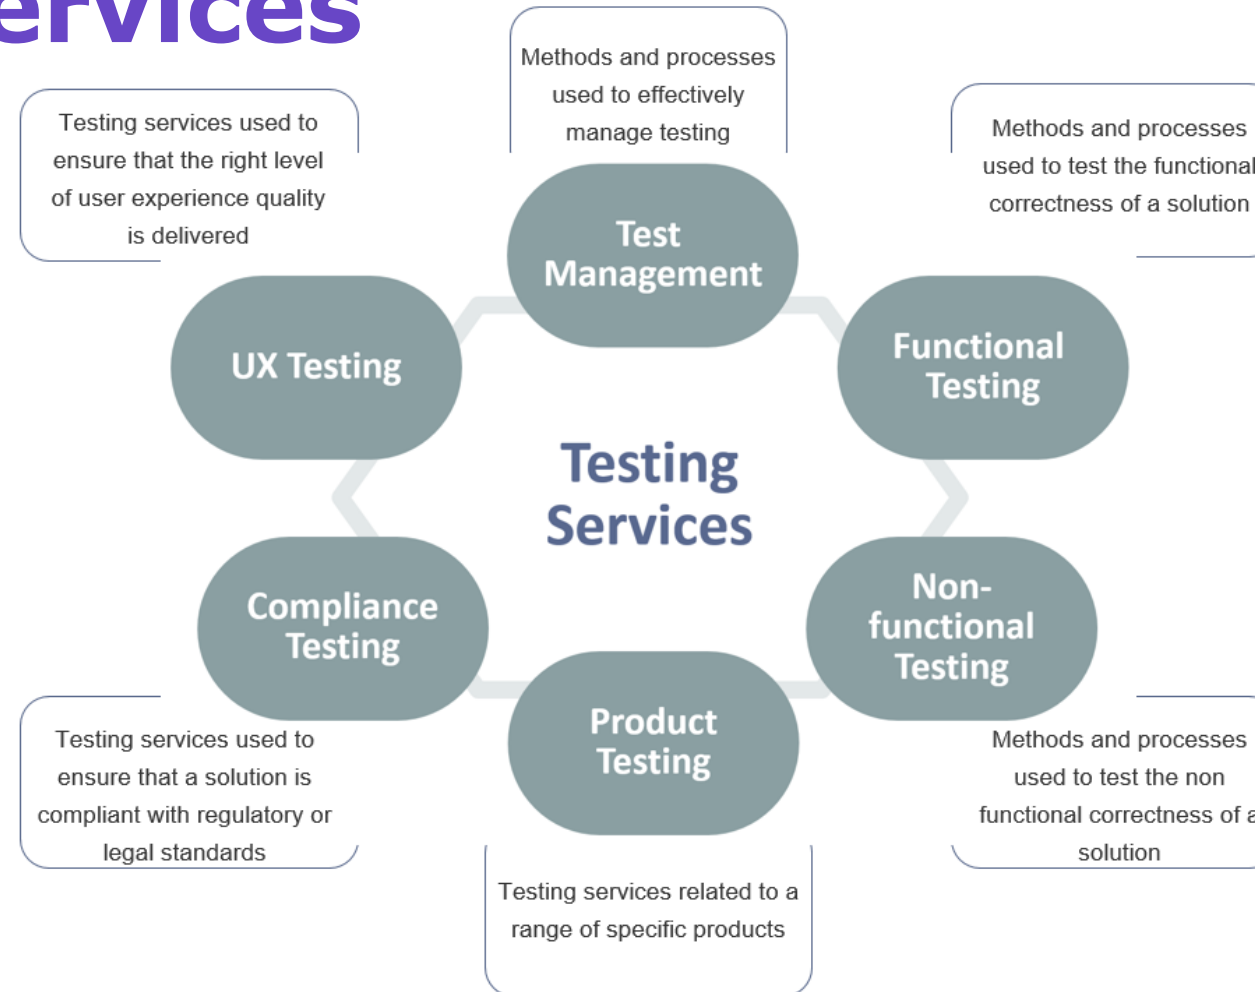 ervices
Methods and processes
used to effectively
manage testing
Testing services used to
ensure that the right level
of user experience quality
is delivered
Methods and processes
used to test the functional
correctness of a solution
Test
Management
UX Testing
Functional
Testing
Testing
Services
Compliance
Testing
Non-
functional
Testing
Product
Testing
Testing services used to
ensure that a solution is
compliant with regulatory or
legal standards
Methods and processes
used to test the non
functional correctness of a
solution
Testing services related to a
range of specific products